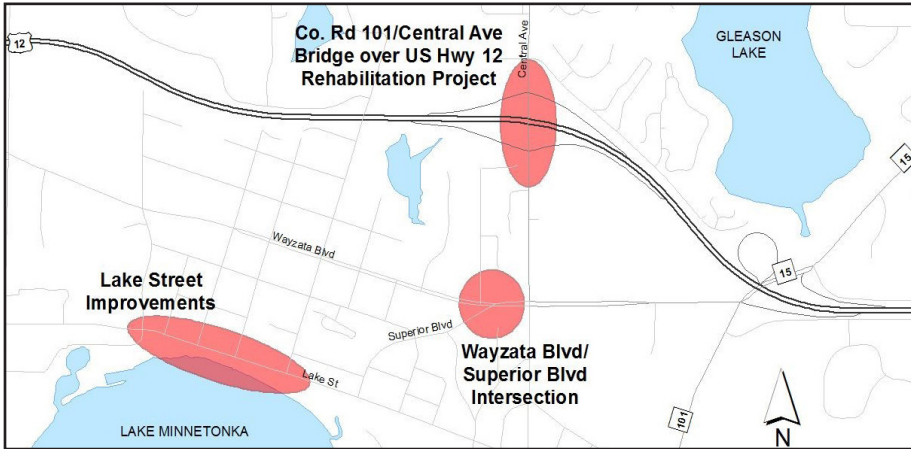 12
Co. Rd 101/Central Ave
Bridge over US Hwy 12
Rehabilitation Project
Central Ave
GLEASON
LAKE
15
Wayzata Blvd
15
Lake Street
Improvements
Superior Blvd
Wayzata Blvd/
Superior Blvd
Intersection
Lake St
101
LAKE MINNETONKA
N